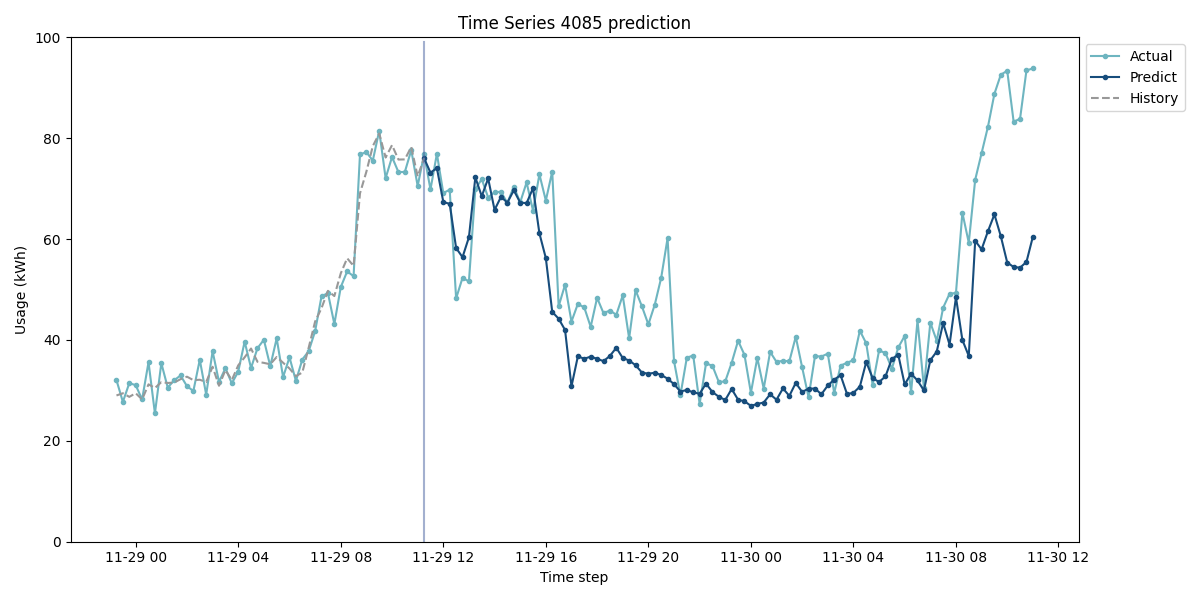 Time Series 4085 prediction
100
80
60
40
20
0
Usage (kWh)
11-29 00
11-29 04
11-29 08
11-29 12
11-29 16
11-29 20
11-30 00
11-30 04
11-30 08
11-30 12
Time step
Actual
Predict
History